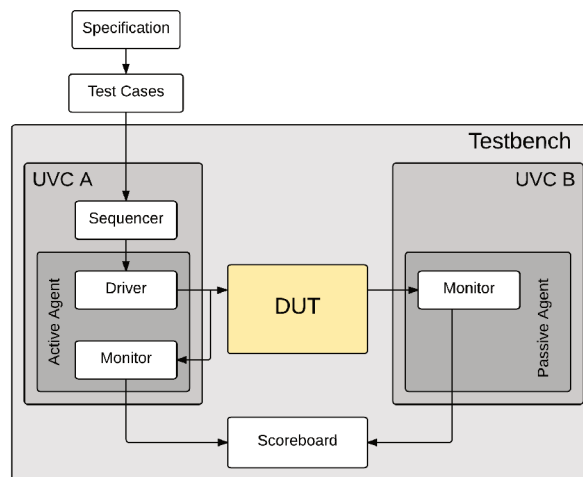 Specification
Test Cases
Testbench
UVC A
UVC B
Sequencer
Active Agent
Driver
DUT
Monitor
Passive Agent
Monitor
Scoreboard